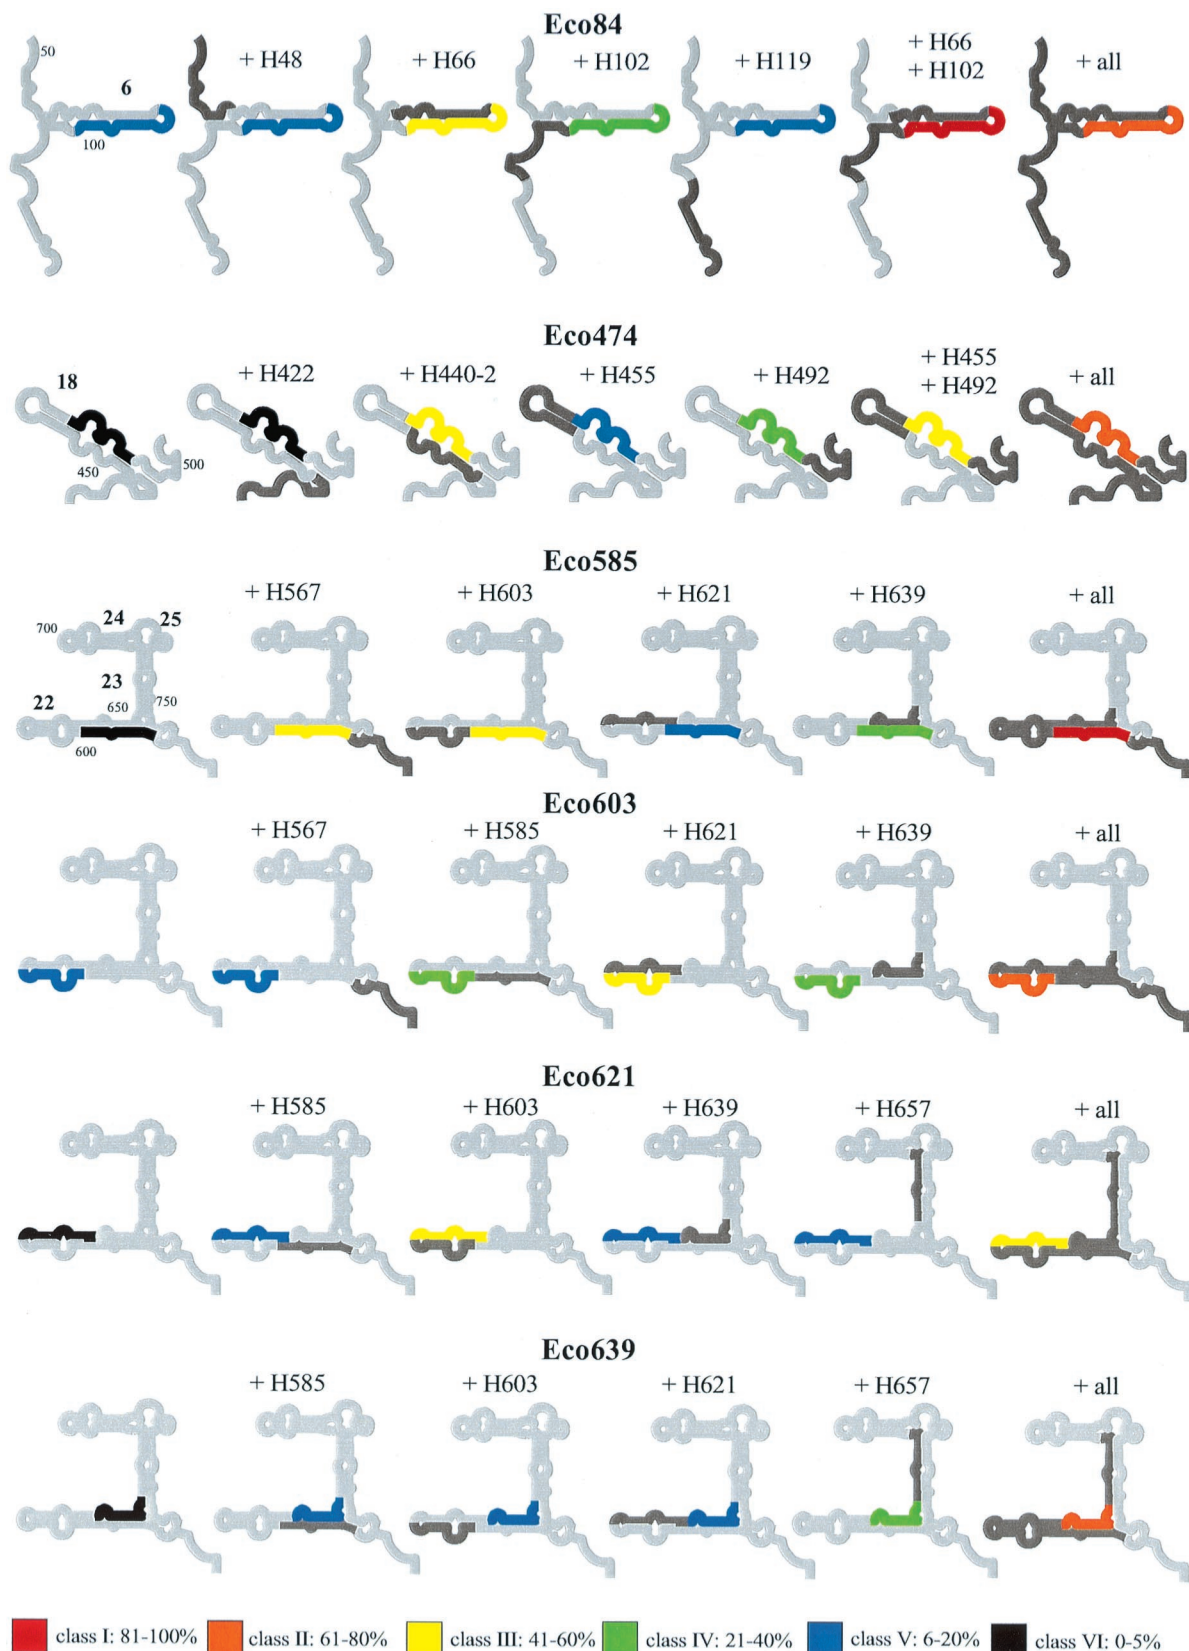 Eco84
50
6
100
+ H48
+ H66
+ H102
+ H119
+ H66
+ H102
+ all
Eco474
18
450
500
+ H422
+ H440-2
+ H455
+ H492
+ H455
+ H492
+ all
Eco585
700
24
25
22
23
650
750
600
+ H567
+ H603
+ H621
+ H639
+ all
Eco603
+ H567
+ H585
+ H621
+ H639
+ all
Eco621
+ H585
+ H603
+ H639
+ H657
+ all
Eco639
+ H585
+ H603
+ H621
+ H657
+ all
class I: 81-100%
class II: 61-80%
class III: 41-60%
class IV: 21-40%
class V: 6-20%
class VI: 0-5%